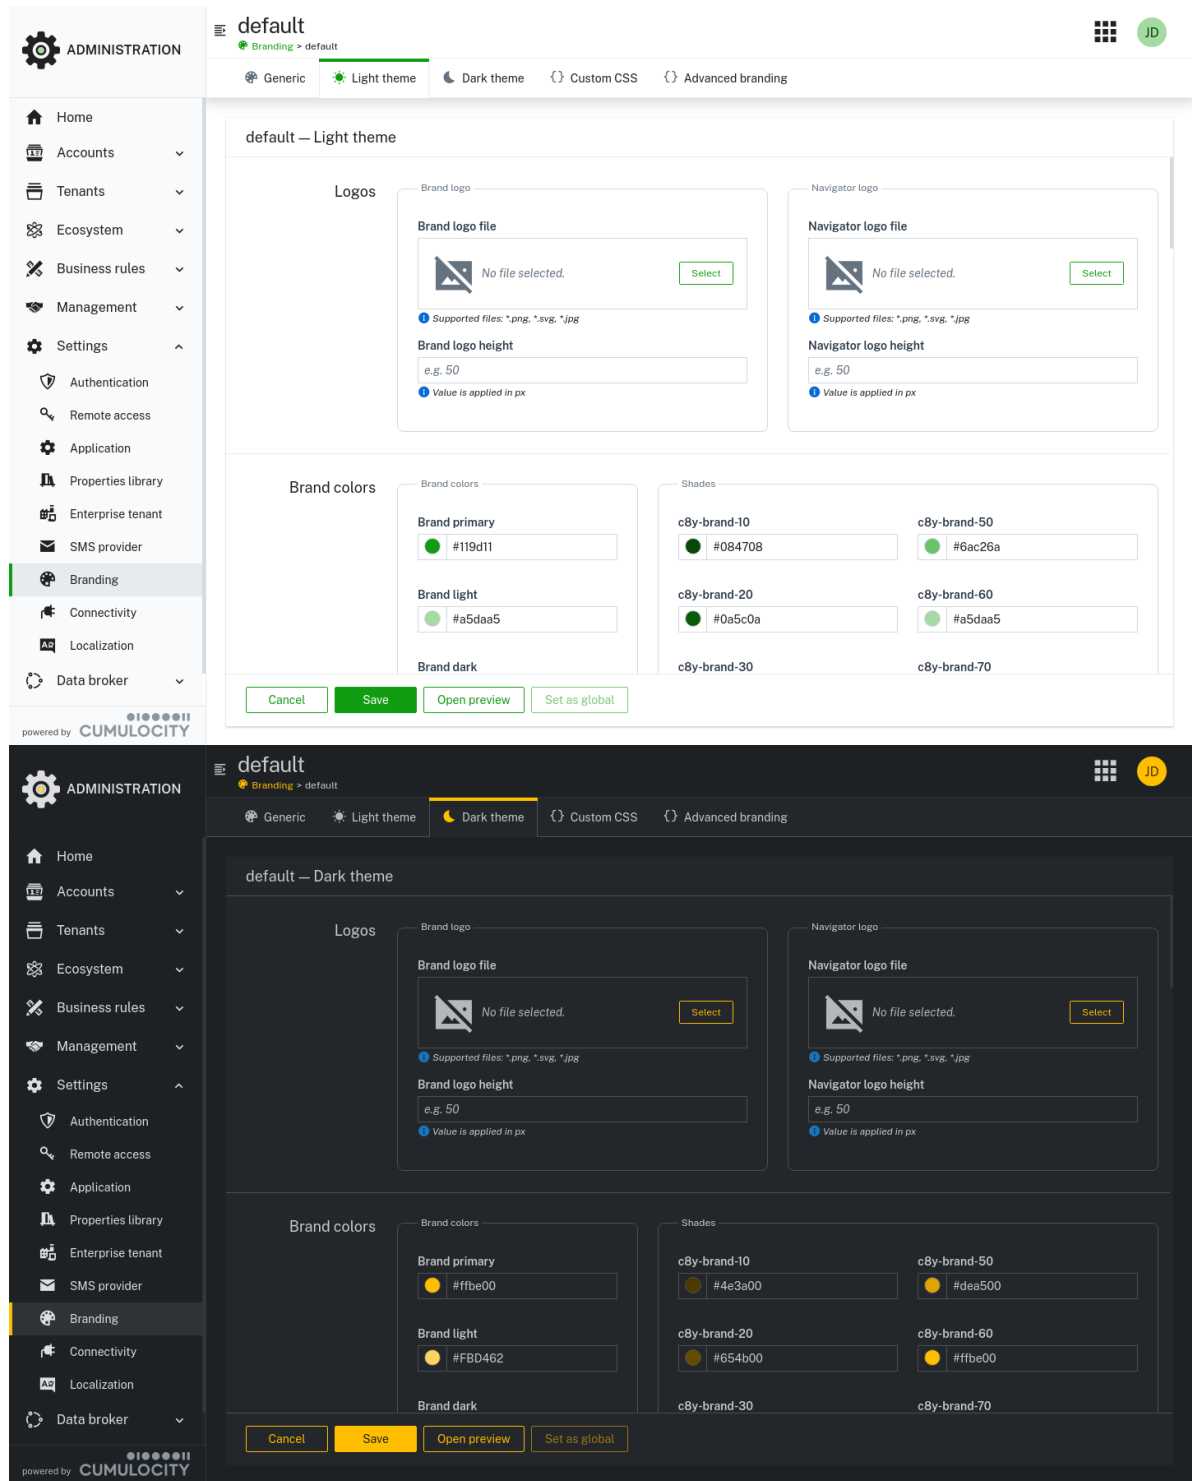 ADMINISTRATION
default
Branding > default
JD
Generic
Light theme
Dark theme
Custom CSS
Advanced branding
Home
Accounts
Tenants
Ecosystem
Business rules
Management
Settings
Authentication
Remote access
Application
Properties library
Enterprise tenant
SMS provider
Branding
Connectivity
Localization
Data broker
powered by CUMULOCITY
default — Light theme
Logos
Brand logo
Brand logo file
No file selected.
Select
Supported files: *.png, *.svg, *.jpg
Brand logo height
e.g. 50
Value is applied in px
Navigator logo
Navigator logo file
No file selected.
Select
Supported files: *.png, *.svg, *.jpg
Navigator logo height
e.g. 50
Value is applied in px
Brand colors
Brand colors
Brand primary
#119d11
Brand light
#a5daa5
Brand dark
Shades
c8y-brand-10
#084708
c8y-brand-50
#6ac26a
c8y-brand-20
#0a5c0a
c8y-brand-60
#a5daa5
c8y-brand-30
c8y-brand-70
Cancel
Save
Open preview
Set as global
ADMINISTRATION
default
Branding > default
JD
Generic
Light theme
Dark theme
Custom CSS
Advanced branding
Home
Accounts
Tenants
Ecosystem
Business rules
Management
Settings
Authentication
Remote access
Application
Properties library
Enterprise tenant
SMS provider
Branding
Connectivity
Localization
Data broker
powered by CUMULOCITY
default — Dark theme
Logos
Brand logo
Brand logo file
No file selected.
Select
Supported files: *.png, *.svg, *.jpg
Brand logo height
e.g. 50
Value is applied in px
Navigator logo
Navigator logo file
No file selected.
Select
Supported files: *.png, *.svg, *.jpg
Navigator logo height
e.g. 50
Value is applied in px
Brand colors
Brand colors
Brand primary
#ffbe00
Brand light
#FBD462
Brand dark
Shades
c8y-brand-10
#4e3a00
c8y-brand-50
#dea500
c8y-brand-20
#654b00
c8y-brand-60
#ffbe00
c8y-brand-30
c8y-brand-70
Cancel
Save
Open preview
Set as global